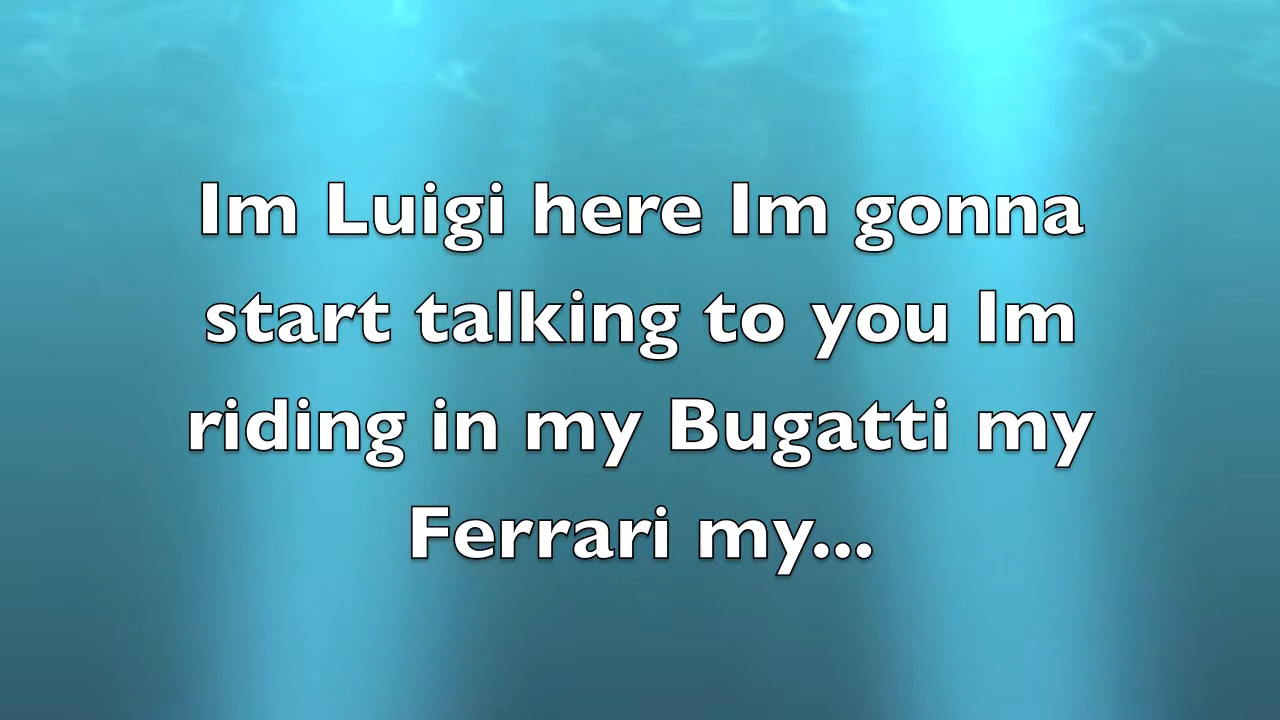 Im Luigi here Im gonna
start talking to you Im
riding in my Bugatti my
Ferrari my...